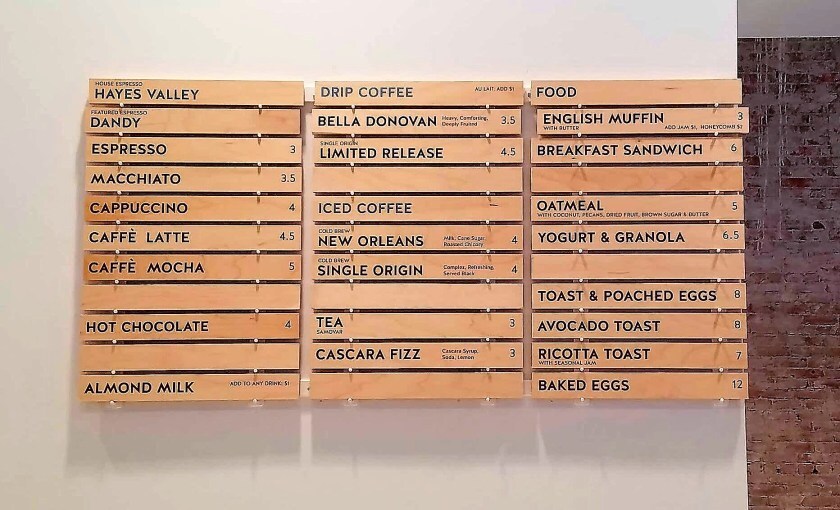 HOUSE ESPRESSO
HAYES VALLEY
FEATURED ESPRESSO
DANDY
ESPRESSO 3
MACCHIATO 3.5
CAPPUCCINO 4
CAFFÈ LATTE 4.5
CAFFÈ MOCHA 5
HOT CHOCOLATE 4
ALMOND MILK ADD TO ANY DRINK: $1
DRIP COFFEE AU LAIT: ADD $1
BELLA DONOVAN Heavy, Comforting, Deeply Fruited 3.5
SINGLE ORIGIN
LIMITED RELEASE 4.5
ICED COFFEE
COLD BREW
NEW ORLEANS Milk, Cane Sugar, Roasted Chicory 4
COLD BREW
SINGLE ORIGIN Complex, Refreshing, Served Black 4
TEA 3
SAMOVAR
CASCARA FIZZ Cascara Syrup, Soda, Lemon 3
FOOD
ENGLISH MUFFIN 3
WITH BUTTER ADD JAM $1, HONEYCOMB $2
BREAKFAST SANDWICH 6
OATMEAL 5
WITH COCONUT, PECANS, DRIED FRUIT, BROWN SUGAR & BUTTER
YOGURT & GRANOLA 6.5
TOAST & POACHED EGGS 8
AVOCADO TOAST 8
RICOTTA TOAST 7
WITH SEASONAL JAM
BAKED EGGS 12